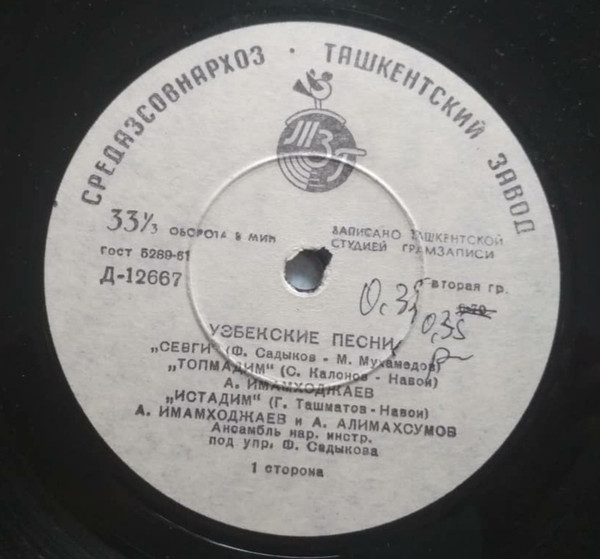 СРЕДАЗСОВНАРХОЗ · ТАШКЕНТСКИЙ ЗАВОД
ТЗГ
33⅓ ОБОРОТА В МИН
ЗАПИСАНО ТАШКЕНТСКОЙ
СТУДИЕЙ ГРАМЗАПИСИ
ГОСТ 5289-61
Д-12667
вторая гр.
0,35
0,35
УЗБЕКСКИЕ ПЕСНИ
„СЕВГИ" (Ф. Садыков - М. Мухамедов)
„ТОПМАДИМ" (С. Калонов - Навои)
А. ИМАМХОДЖАЕВ
„ИСТАДИМ" (Г. Ташматов - Навои)
А. ИМАМХОДЖАЕВ и А. АЛИМАХСУМОВ
Ансамбль нар. инстр.
под упр. Ф. Садыкова
1 сторона